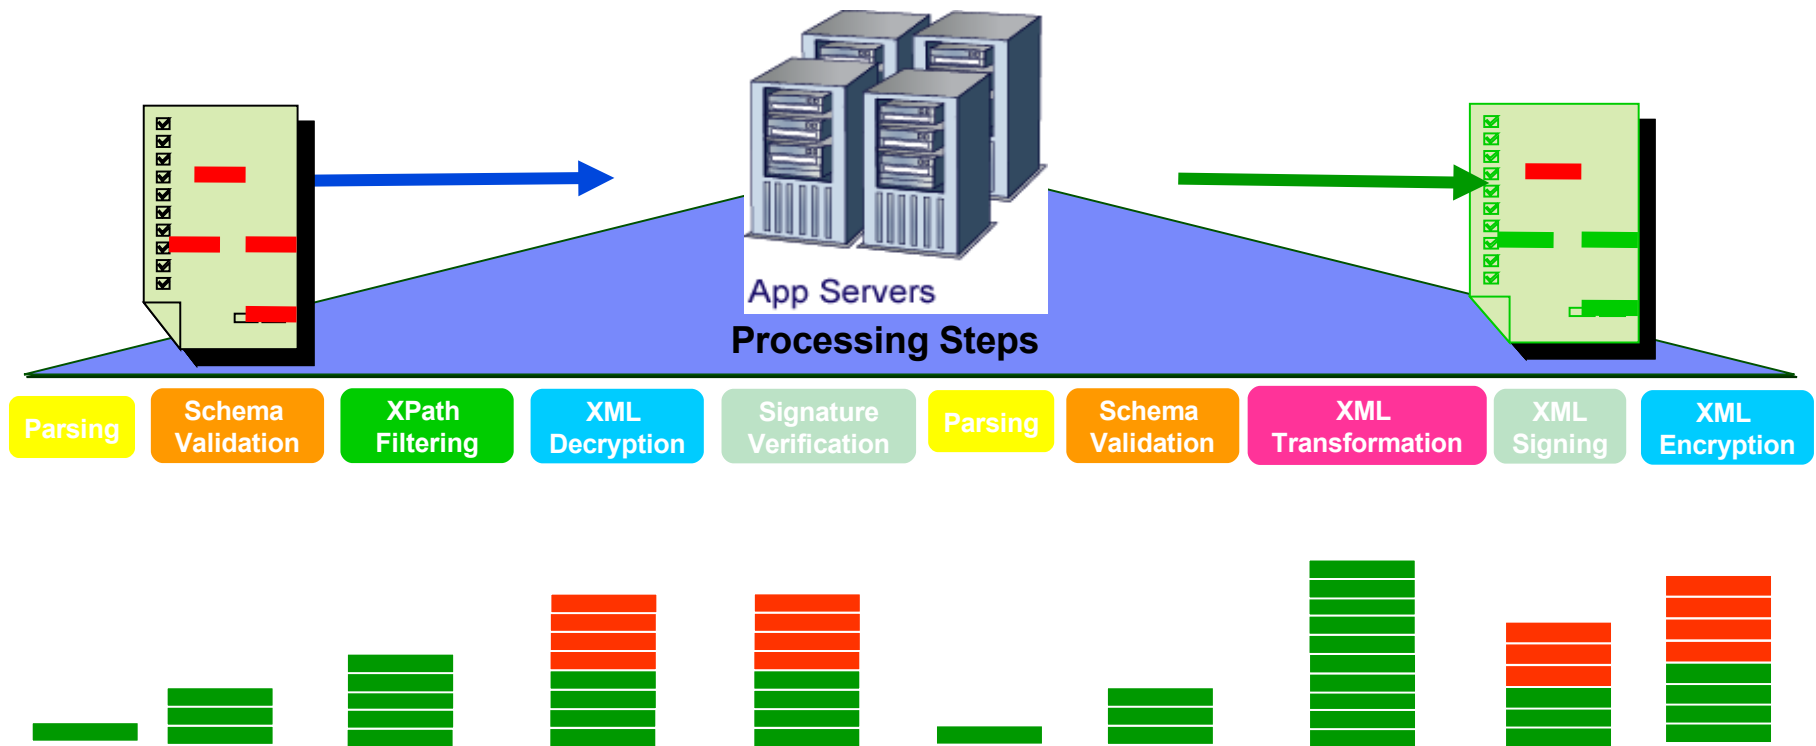 App Servers
Processing Steps
Parsing
Schema
Validation
XPath
Filtering
XML
Decryption
Signature
Verification
Parsing
Schema
Validation
XML
Transformation
XML
Signing
XML
Encryption